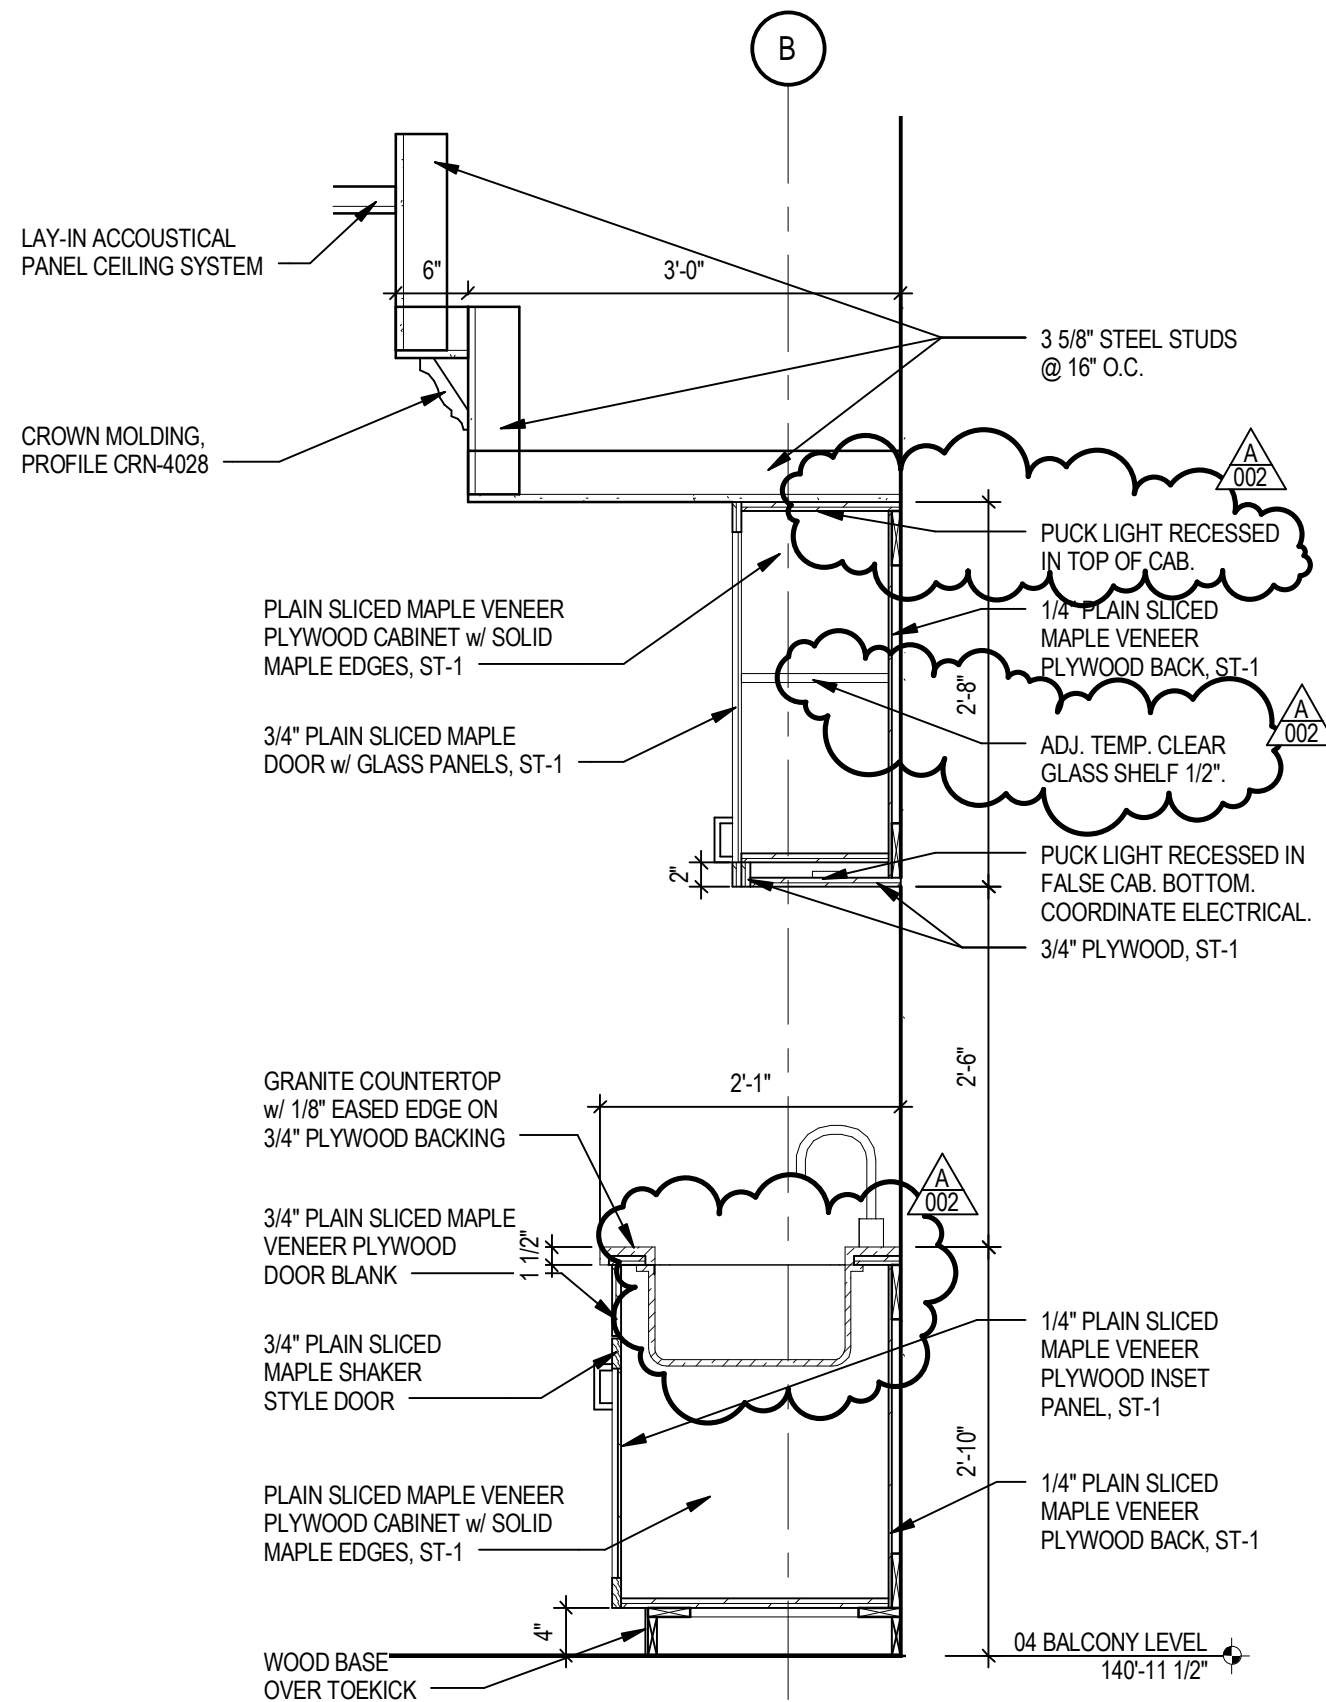 B
LAY-IN ACCOUSTICAL
PANEL CEILING SYSTEM
6"
3'-0"
3 5/8" STEEL STUDS
@ 16" O.C.
CROWN MOLDING,
PROFILE CRN-4028
A
002
PUCK LIGHT RECESSED
IN TOP OF CAB.
PLAIN SLICED MAPLE VENEER
PLYWOOD CABINET w/ SOLID
MAPLE EDGES, ST-1
1/4" PLAIN SLICED
MAPLE VENEER
PLYWOOD BACK, ST-1
2'-8"
A
002
3/4" PLAIN SLICED MAPLE
DOOR w/ GLASS PANELS, ST-1
ADJ. TEMP. CLEAR
GLASS SHELF 1/2".
2"
PUCK LIGHT RECESSED IN
FALSE CAB. BOTTOM.
COORDINATE ELECTRICAL.
3/4" PLYWOOD, ST-1
2'-6"
GRANITE COUNTERTOP
w/ 1/8" EASED EDGE ON
3/4" PLYWOOD BACKING
2'-1"
A
002
3/4" PLAIN SLICED MAPLE
VENEER PLYWOOD
DOOR BLANK
1 1/2"
3/4" PLAIN SLICED
MAPLE SHAKER
STYLE DOOR
1/4" PLAIN SLICED
MAPLE VENEER
PLYWOOD INSET
PANEL, ST-1
2'-10"
PLAIN SLICED MAPLE VENEER
PLYWOOD CABINET w/ SOLID
MAPLE EDGES, ST-1
1/4" PLAIN SLICED
MAPLE VENEER
PLYWOOD BACK, ST-1
4"
WOOD BASE
OVER TOEKICK
04 BALCONY LEVEL
140'-11 1/2"